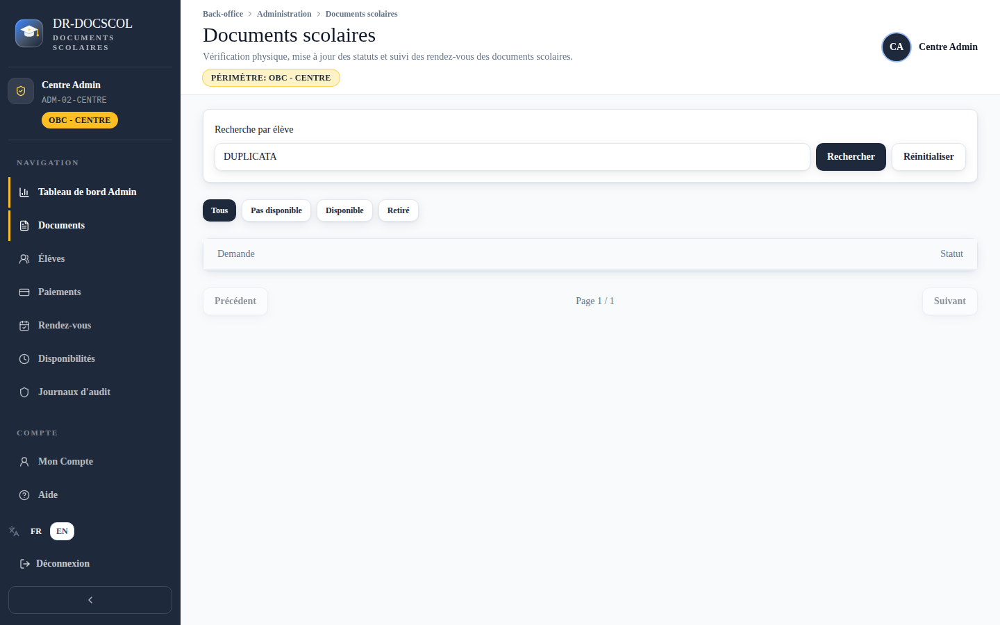 DR-DOCSCOL
DOCUMENTS
SCOLAIRES
Centre Admin
ADM-02-CENTRE
OBC - CENTRE
NAVIGATION
Tableau de bord Admin
Documents
Élèves
Paiements
Rendez-vous
Disponibilités
Journaux d'audit
COMPTE
Mon Compte
Aide
FR EN
Déconnexion
Back-office > Administration > Documents scolaires
Documents scolaires
Vérification physique, mise à jour des statuts et suivi des rendez-vous des documents scolaires.
PÉRIMÈTRE: OBC - CENTRE
CA Centre Admin
Recherche par élève
DUPLICATA Rechercher Réinitialiser
Tous Pas disponible Disponible Retiré
Demande Statut
Précédent Page 1 / 1 Suivant